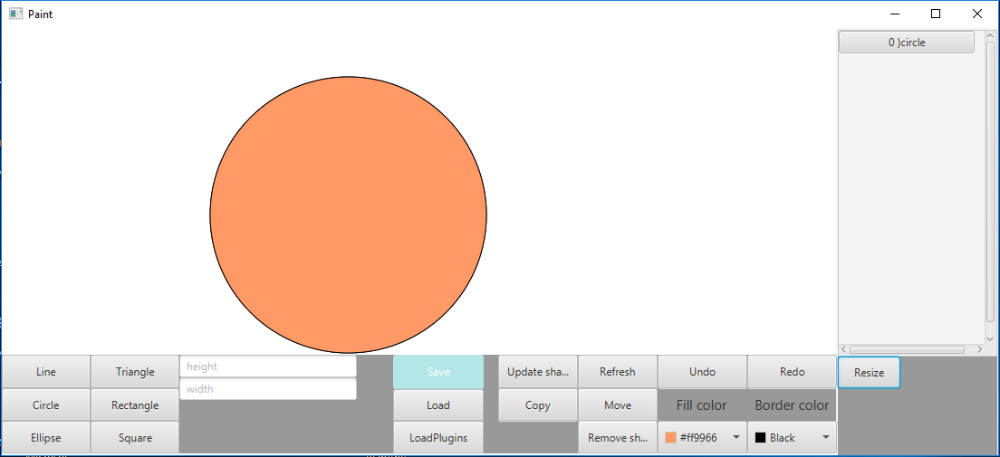 Paint
0 )circle
Line
Triangle
height
Save
Update sha...
Refresh
Undo
Redo
Resize
width
Circle
Rectangle
Load
Copy
Move
Fill color
Border color
Ellipse
Square
LoadPlugins
Remove sh...
#ff9966
Black